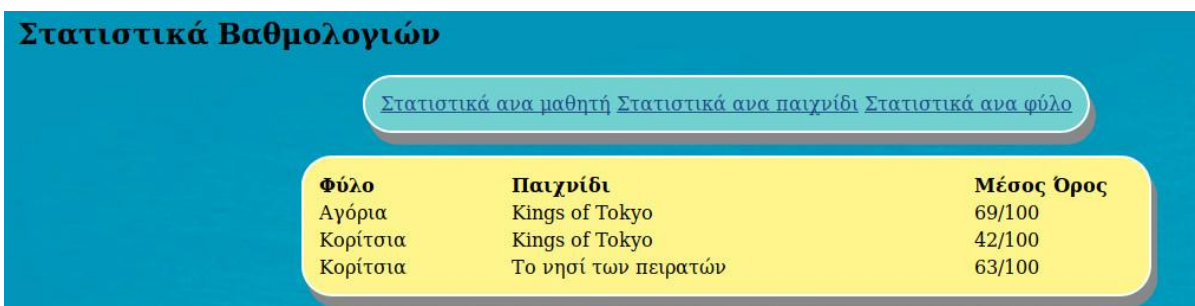 Στατιστικά Βαθμολογιών
Στατιστικά ανα μαθητή Στατιστικά ανα παιχνίδι Στατιστικά ανα φύλο
Φύλο Παιχνίδι Μέσος Όρος
Αγόρια Kings of Tokyo 69/100
Κορίτσια Kings of Tokyo 42/100
Κορίτσια Το νησί των πειρατών 63/100